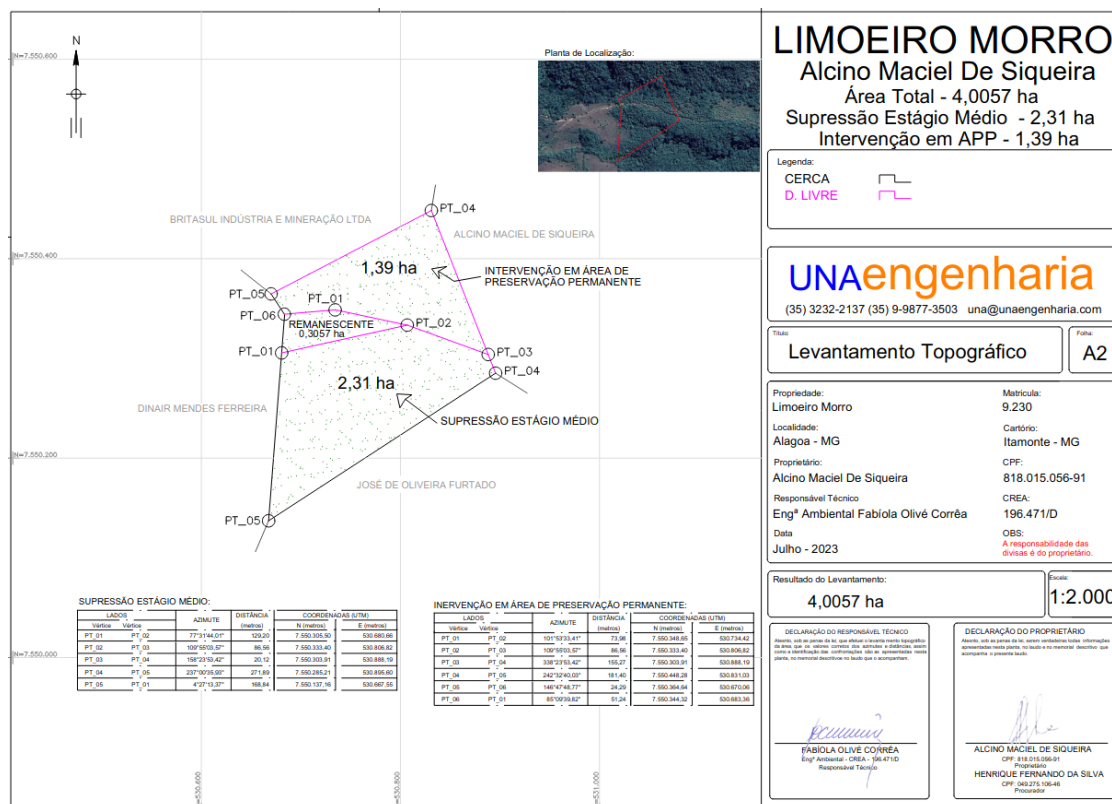 LIMOEIRO MORRO
Alcino Maciel De Siqueira
Área Total - 4,0057 ha
Supressão Estágio Médio - 2,31 ha
Intervenção em APP - 1,39 ha
Legenda:
CERCA
D. LIVRE
UNAengenharia
(35) 3232-2137 (35) 9-9877-3503 una@unaengenharia.com
Título:
Levantamento Topográfico
Folha:
A2
Propriedade:
Limoeiro Morro
Matricula:
9.230
Localidade:
Alagoa - MG
Cartório:
Itamonte - MG
Proprietário:
Alcino Maciel De Siqueira
CPF:
818.015.056-91
Responsável Técnico
Engª Ambiental Fabíola Olivé Corrêa
CREA:
196.471/D
Data
Julho - 2023
OBS:
A responsabilidade das
divisas é do proprietário.
Resultado do Levantamento:
4,0057 ha
Escala:
1:2.000
DECLARAÇÃO DO RESPONSÁVEL TÉCNICO
FABÍOLA OLIVÉ CORRÊA
Engª Ambiental - CREA - 196.471/D
Responsável Técnico
DECLARAÇÃO DO PROPRIETÁRIO
ALCINO MACIEL DE SIQUEIRA
CPF: 818.015.056-91
Proprietário
HENRIQUE FERNANDO DA SILVA
CPF: 049.275.106-46
Procurador
N
Planta de Localização:
N=7.550.600
N=7.550.400
N=7.550.200
N=7.550.000
=530.600
=530.800
=531.000
BRITASUL INDÚSTRIA E MINERAÇÃO LTDA
PT_04
ALCINO MACIEL DE SIQUEIRA
1,39 ha
INTERVENÇÃO EM ÁREA DE
PRESERVAÇÃO PERMANENTE
PT_05
PT_01
PT_06
REMANESCENTE
0,3057 ha
PT_02
PT_01
PT_03
PT_04
2,31 ha
DINAIR MENDES FERREIRA
SUPRESSÃO ESTÁGIO MÉDIO
JOSÉ DE OLIVEIRA FURTADO
PT_05
SUPRESSÃO ESTÁGIO MÉDIO:
LADOS AZIMUTE DISTÂNCIA COORDENADAS (UTM)
Vértice Vértice (metros) N (metros) E (metros)
PT_01 PT_02 77°31'44,01" 129,20 7.550.305,50 530.680,66
PT_02 PT_03 109°55'03,57" 86,56 7.550.333,40 530.806,82
PT_03 PT_04 158°23'53,42" 20,12 7.550.303,91 530.888,19
PT_04 PT_05 237°00'35,93" 271,89 7.550.285,21 530.895,60
PT_05 PT_01 4°27'13,37" 168,84 7.550.137,16 530.667,55
INERVENÇÃO EM ÁREA DE PRESERVAÇÃO PERMANENTE:
LADOS AZIMUTE DISTÂNCIA COORDENADAS (UTM)
Vértice Vértice (metros) N (metros) E (metros)
PT_01 PT_02 101°53'33,41" 73,98 7.550.348,65 530.734,42
PT_02 PT_03 109°55'03,57" 86,56 7.550.333,40 530.806,82
PT_03 PT_04 338°23'53,42" 155,27 7.550.303,91 530.888,19
PT_04 PT_05 242°32'40,03" 181,40 7.550.448,28 530.831,03
PT_05 PT_06 146°47'48,77" 24,29 7.550.364,64 530.670,06
PT_06 PT_01 85°09'39,82" 51,24 7.550.344,32 530.683,36